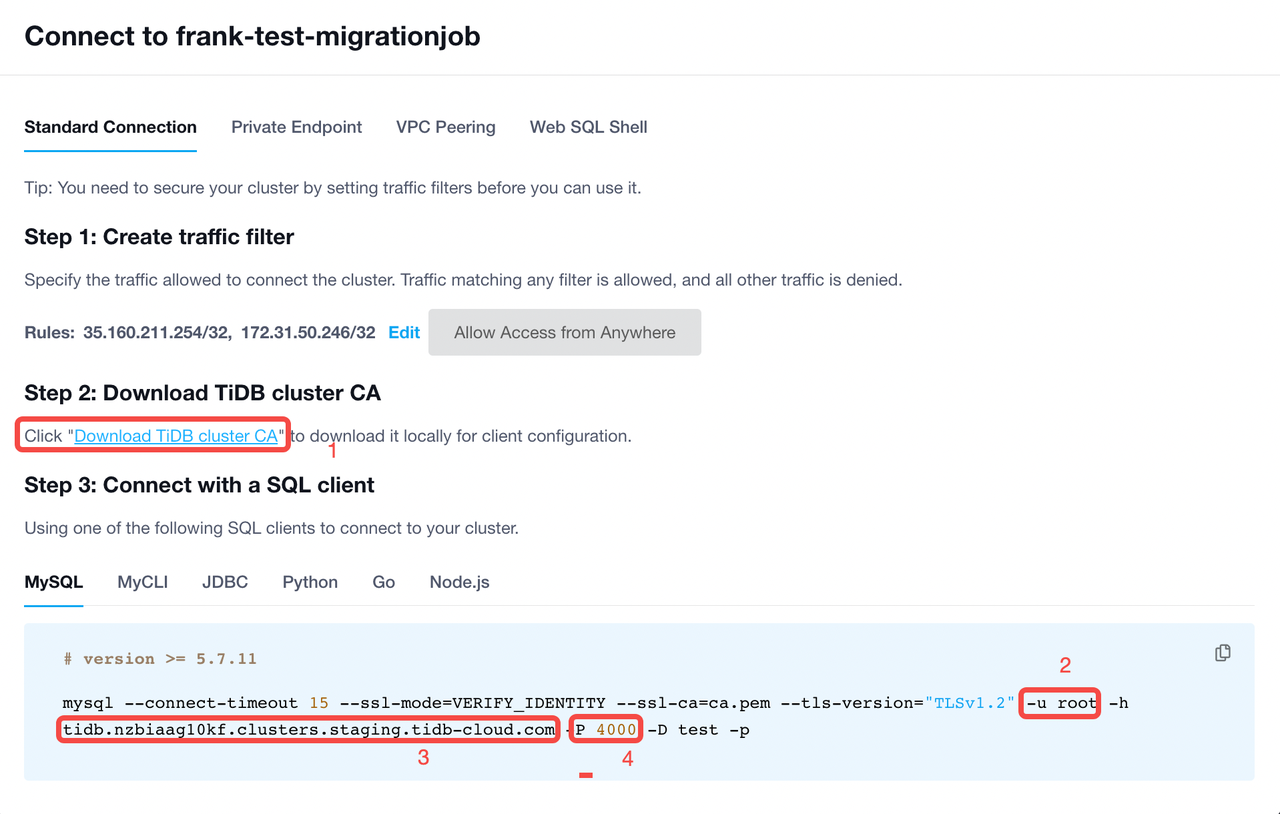 Connect to frank-test-migrationjob
Standard Connection Private Endpoint VPC Peering Web SQL Shell
Tip: You need to secure your cluster by setting traffic filters before you can use it.
Step 1: Create traffic filter
Specify the traffic allowed to connect the cluster. Traffic matching any filter is allowed, and all other traffic is denied.
Rules: 35.160.211.254/32, 172.31.50.246/32 Edit Allow Access from Anywhere
Step 2: Download TiDB cluster CA
Click "Download TiDB cluster CA" to download it locally for client configuration.
1
Step 3: Connect with a SQL client
Using one of the following SQL clients to connect to your cluster.
MySQL MyCLI JDBC Python Go Node.js
# version >= 5.7.11
2
mysql --connect-timeout 15 --ssl-mode=VERIFY_IDENTITY --ssl-ca=ca.pem --tls-version="TLSv1.2" -u root -h
tidb.nzbiaag10kf.clusters.staging.tidb-cloud.com -P 4000 -D test -p
3 4